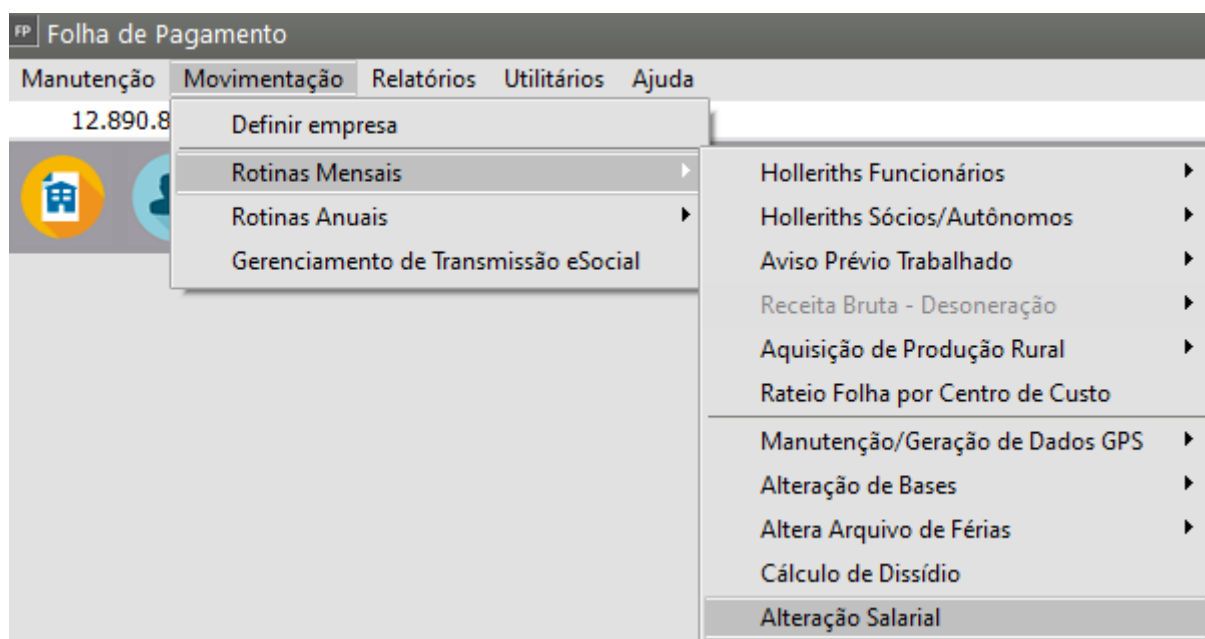 FP Folha de Pagamento
Manutenção Movimentação Relatórios Utilitários Ajuda
12.890.8
Definir empresa
Rotinas Mensais
Rotinas Anuais
Gerenciamento de Transmissão eSocial
Holleriths Funcionários
Holleriths Sócios/Autônomos
Aviso Prévio Trabalhado
Receita Bruta - Desoneração
Aquisição de Produção Rural
Rateio Folha por Centro de Custo
Manutenção/Geração de Dados GPS
Alteração de Bases
Altera Arquivo de Férias
Cálculo de Dissídio
Alteração Salarial